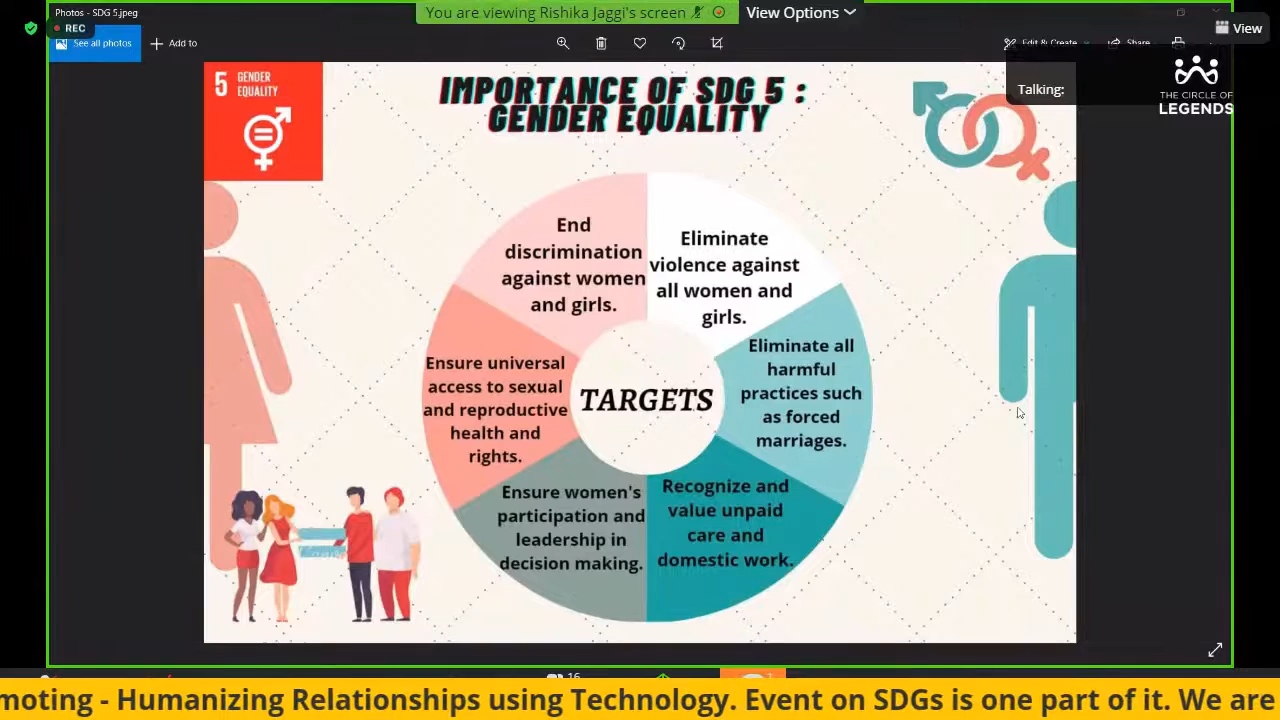 Photos - SDG 5.jpeg
You are viewing Rishika Jaggi's screen
View Options
REC
View
See all photos
Add to
Edit & Create
Share
Talking:
THE CIRCLE OF
LEGENDS
5 GENDER
EQUALITY
IMPORTANCE OF SDG 5 :
GENDER EQUALITY
End
discrimination
against women
and girls.
Eliminate
violence against
all women and
girls.
Eliminate all
harmful
practices such
as forced
marriages.
Recognize and
value unpaid
care and
domestic work.
Ensure women's
participation and
leadership in
decision making.
Ensure universal
access to sexual
and reproductive
health and
rights.
TARGETS
16
moting - Humanizing Relationships using Technology. Event on SDGs is one part of it. We are